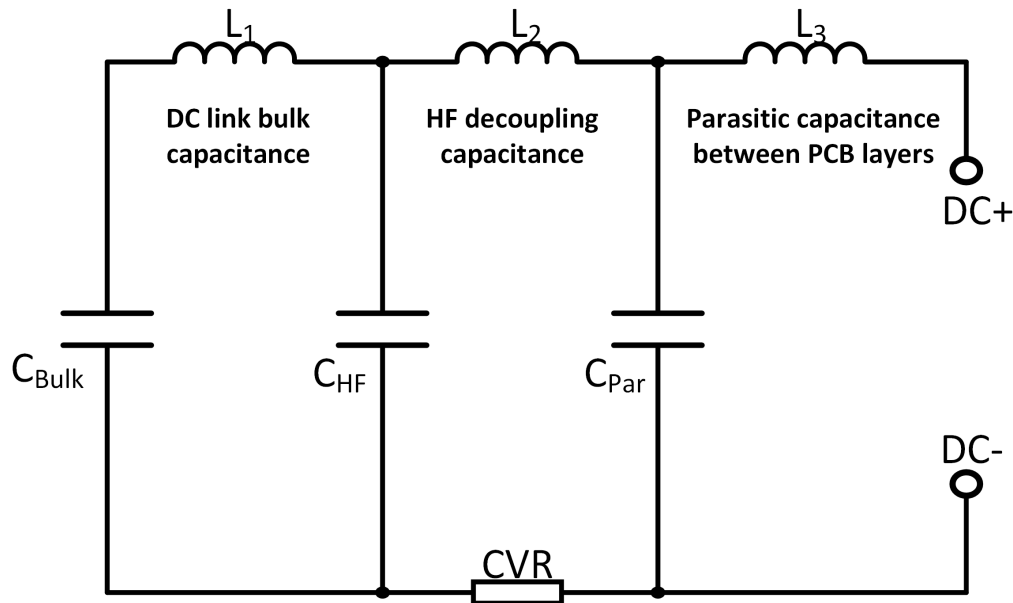 L1
L2
L3
DC link bulk
capacitance
HF decoupling
capacitance
Parasitic capacitance
between PCB layers
DC+
CBulk
CHF
CPar
DC-
CVR